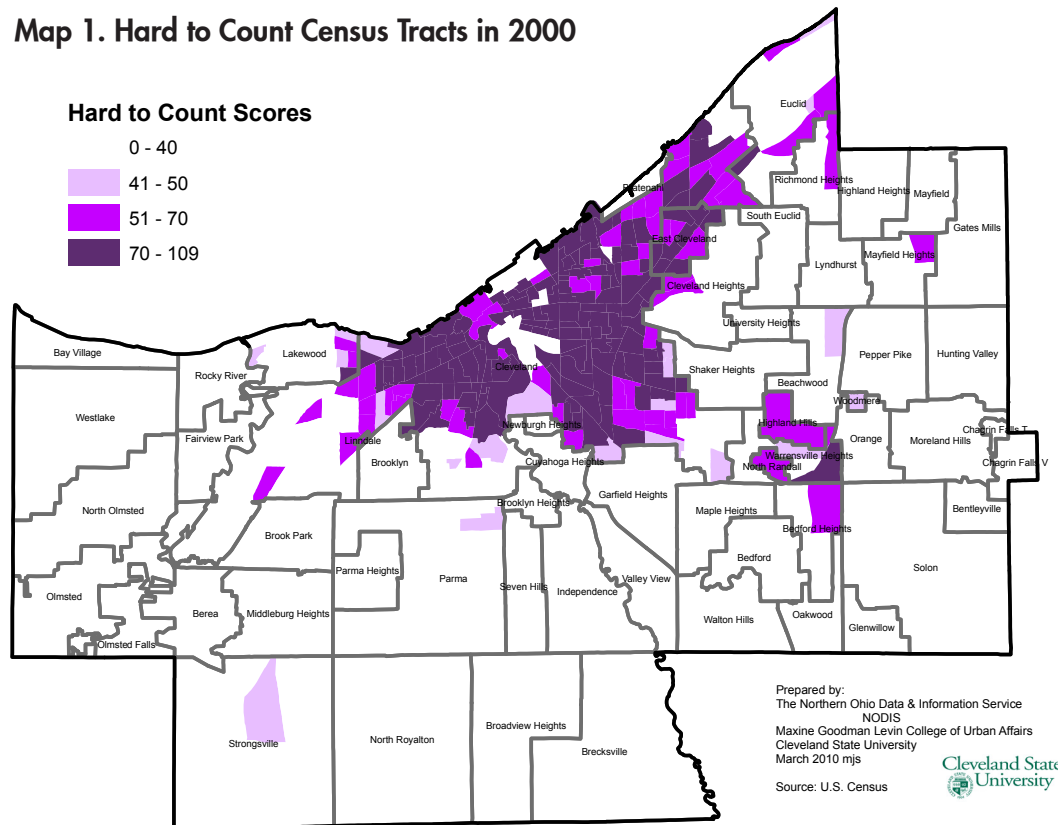 Map 1. Hard to Count Census Tracts in 2000
Hard to Count Scores
0 - 40
41 - 50
51 - 70
70 - 109
Euclid
Bratenahl
Richmond Heights
Highland Heights
Mayfield
South Euclid
Gates Mills
East Cleveland
Lyndhurst
Mayfield Heights
Cleveland Heights
University Heights
Bay Village
Lakewood
Rocky River
Cleveland
Shaker Heights
Pepper Pike
Hunting Valley
Beachwood
Westlake
Woodmere
Fairview Park
Linndale
Newburgh Heights
Highland Hills
Orange
Moreland Hills
Chagrin Falls T
Brooklyn
Cuyahoga Heights
Warrensville Heights
North Randall
Chagrin Falls V
Garfield Heights
North Olmsted
Brooklyn Heights
Maple Heights
Bentleyville
Brook Park
Bedford Heights
Bedford
Parma Heights
Parma
Solon
Olmsted
Seven Hills
Independence
Valley View
Berea
Middleburg Heights
Walton Hills
Oakwood
Glenwillow
Olmsted Falls
Strongsville
North Royalton
Broadview Heights
Brecksville
Prepared by:
The Northern Ohio Data & Information Service
NODIS
Maxine Goodman Levin College of Urban Affairs
Cleveland State University
March 2010 mjs
Source: U.S. Census
Cleveland State
University